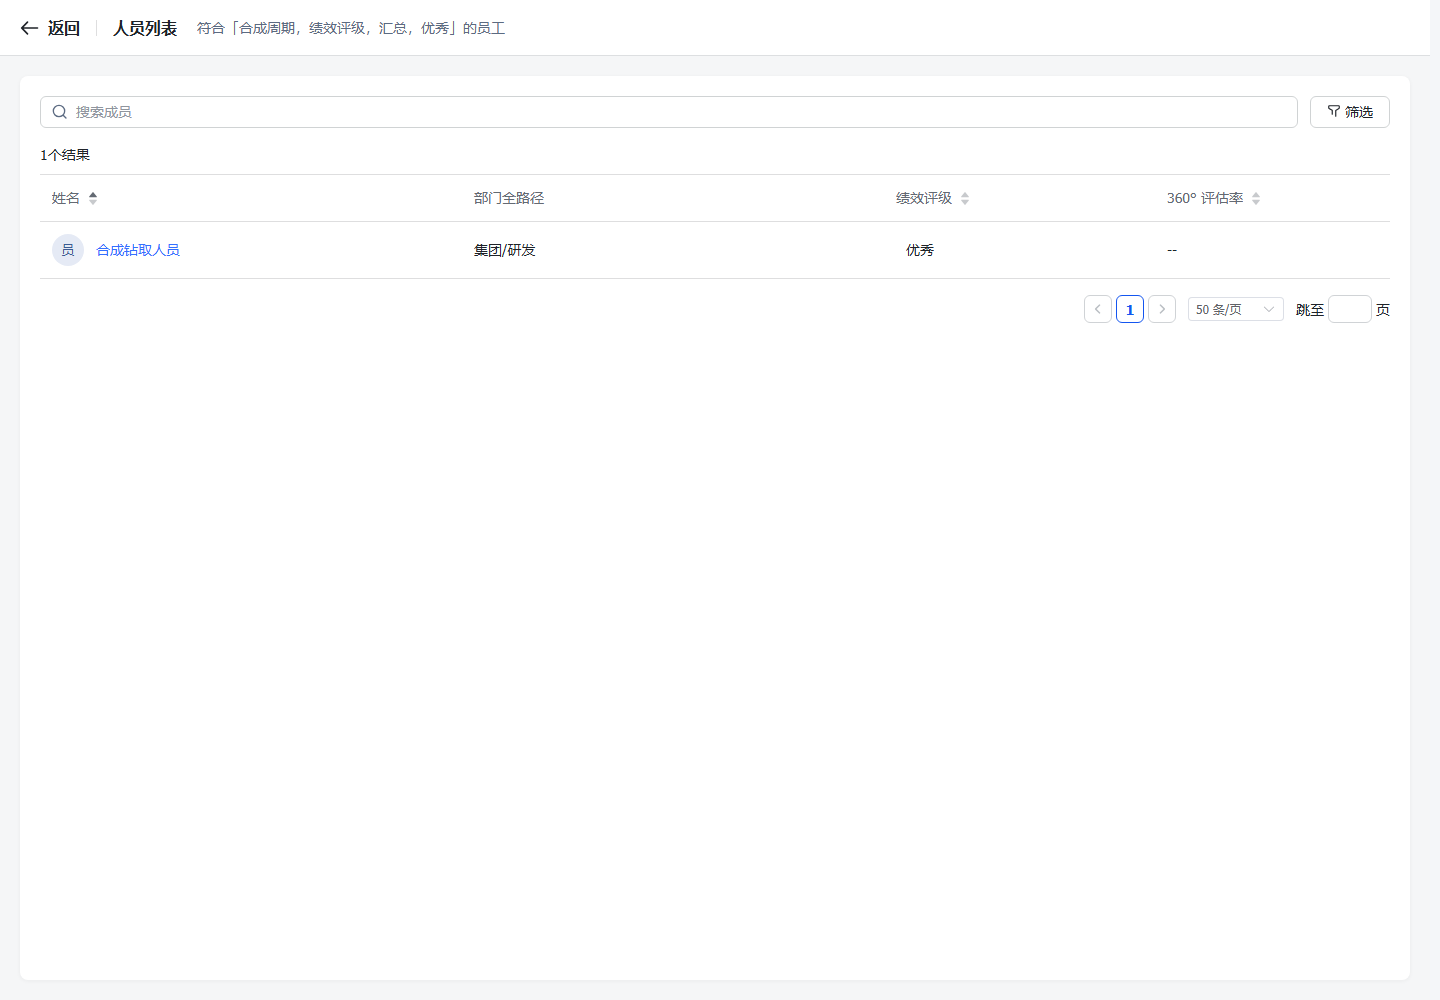 返回 人员列表 符合「合成周期，绩效评级，汇总，优秀」的员工
搜索成员 筛选
1个结果
姓名 部门全路径 绩效评级 360° 评估率
员 合成钻取人员 集团/研发 优秀 --
1 50 条/页 跳至 页